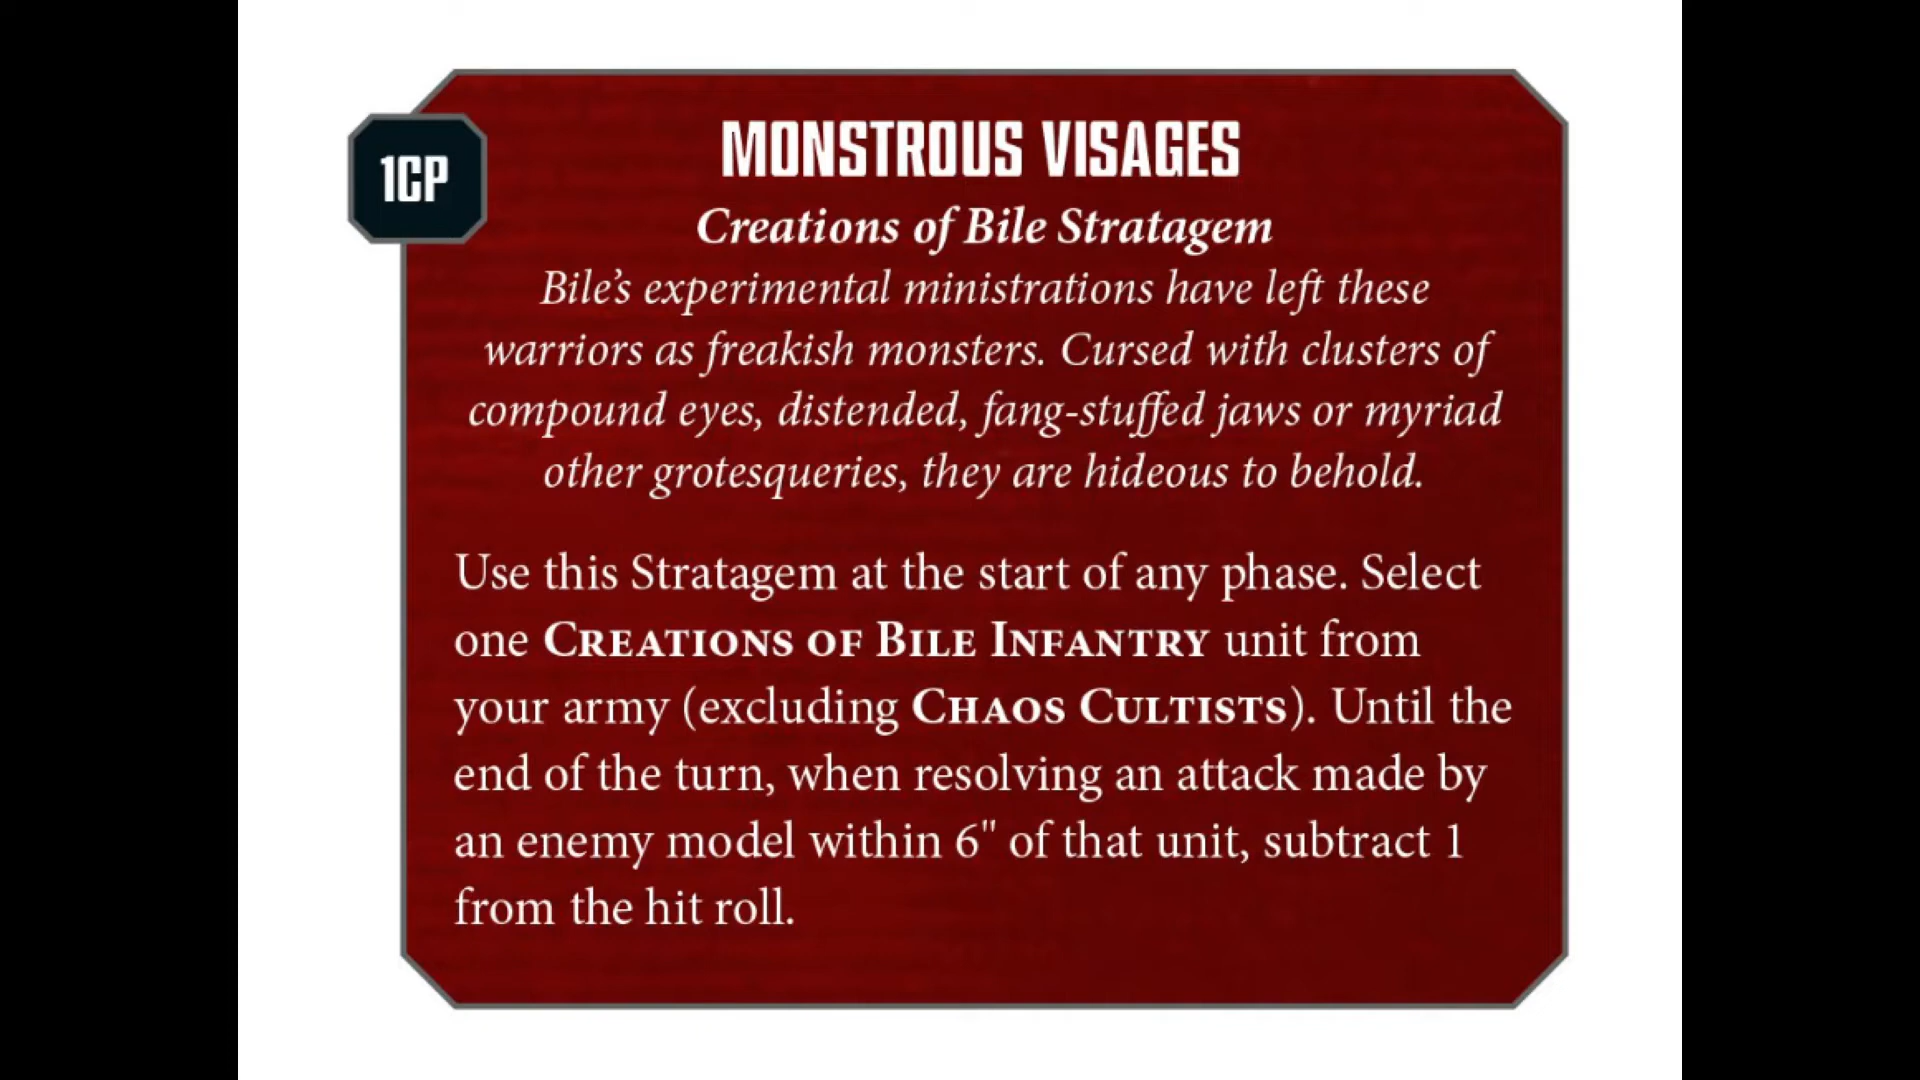 MONSTROUS VISAGES
1CP
Creations of Bile Stratagem
Bile’s experimental ministrations have left these
warriors as freakish monsters. Cursed with clusters of
compound eyes, distended, fang-stuffed jaws or myriad
other grotesqueries, they are hideous to behold.
Use this Stratagem at the start of any phase. Select
one CREATIONS OF BILE INFANTRY unit from
your army (excluding CHAOS CULTISTS). Until the
end of the turn, when resolving an attack made by
an enemy model within 6" of that unit, subtract 1
from the hit roll.